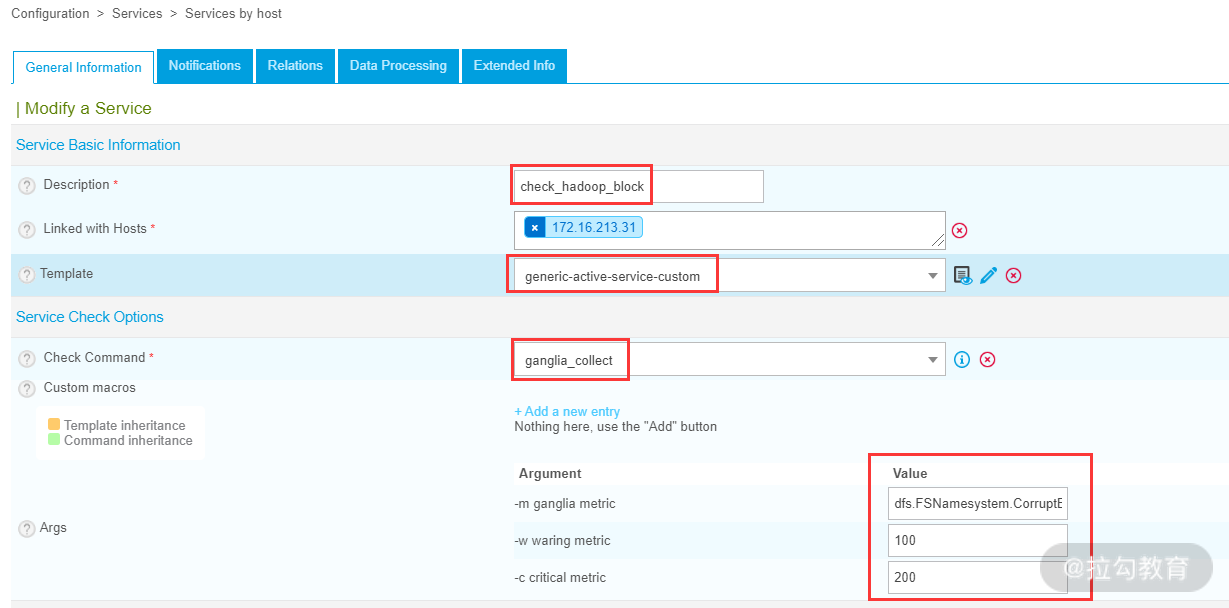 Configuration > Services > Services by host
General Information Notifications Relations Data Processing Extended Info
| Modify a Service
Service Basic Information
Description *
check_hadoop_block
Linked with Hosts *
× 172.16.213.31
Template
generic-active-service-custom
Service Check Options
Check Command *
ganglia_collect
Custom macros
Template inheritance
Command inheritance
+ Add a new entry
Nothing here, use the "Add" button
Args
Argument Value
-m ganglia metric dfs.FSNamesystem.CorruptB
-w waring metric 100
-c critical metric 200
@拉勾教育